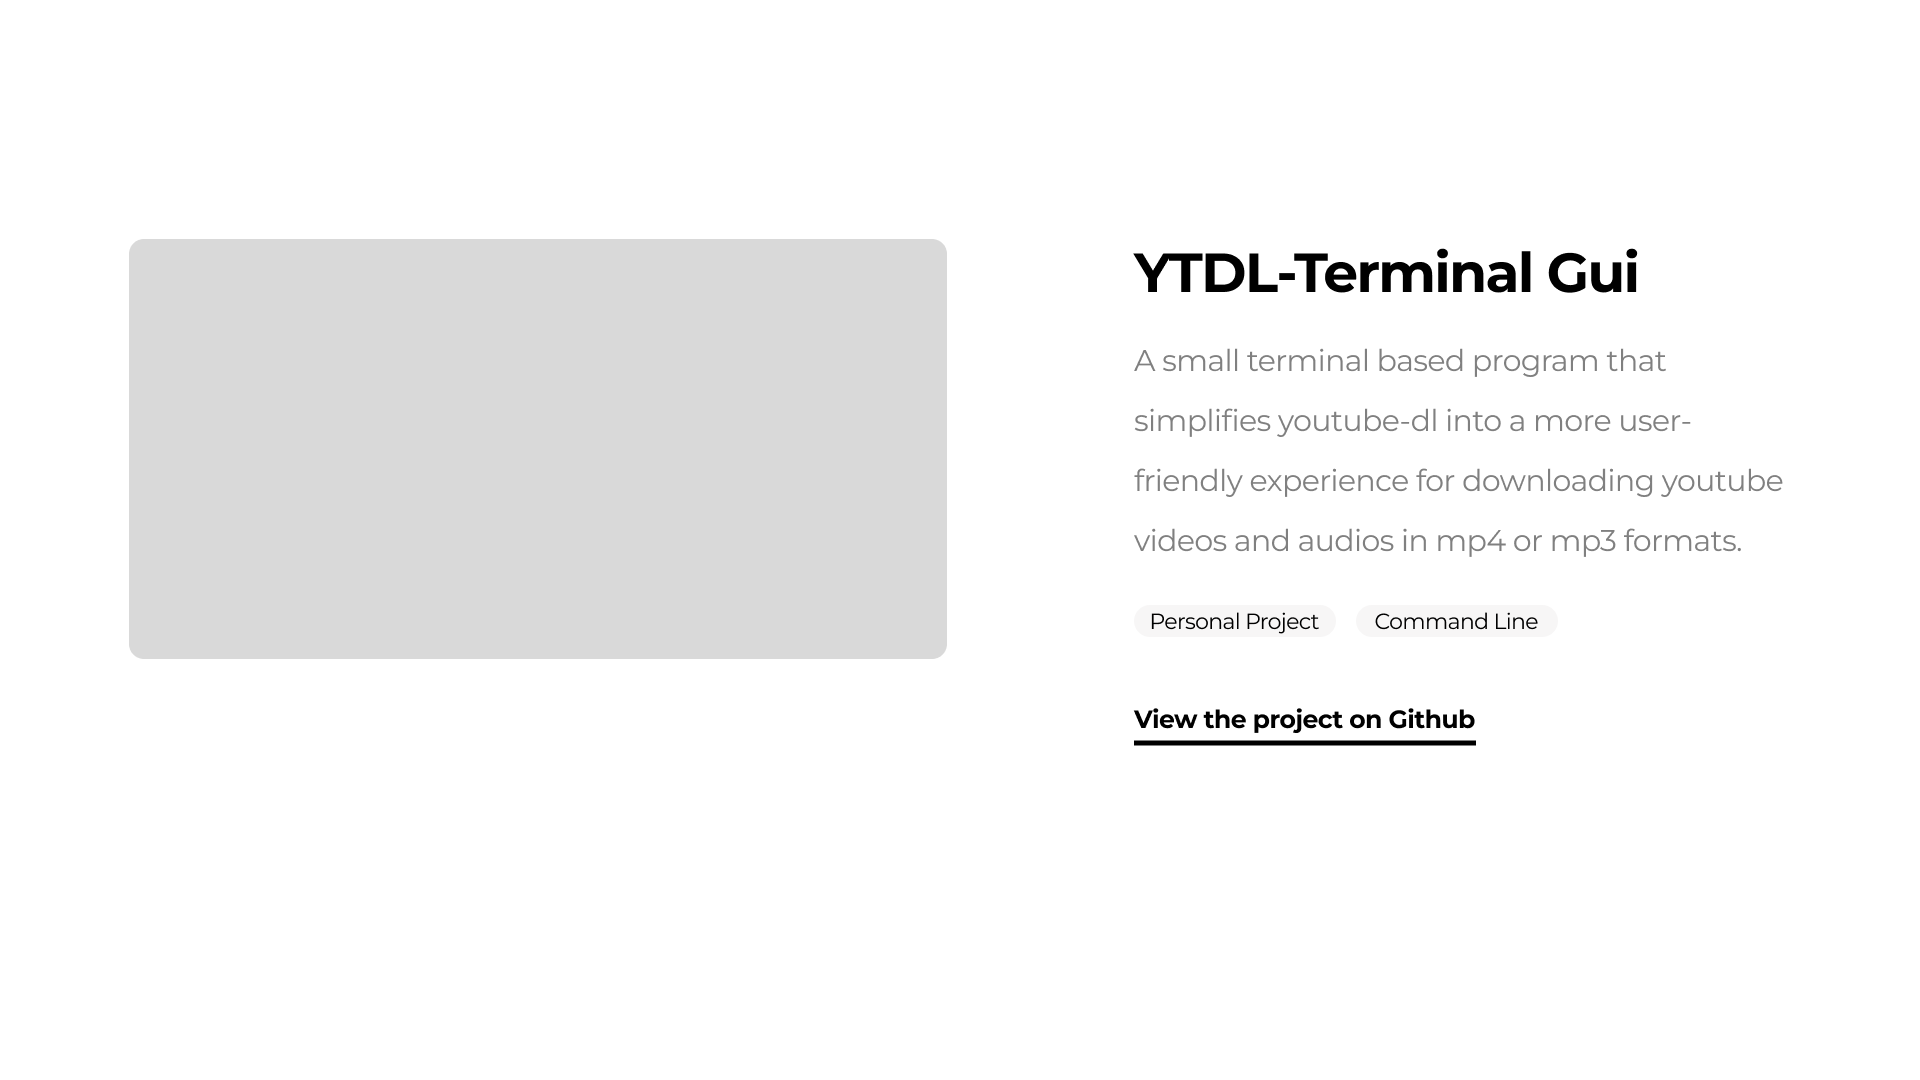 YTDL-Terminal Gui
A small terminal based program that
simplifies youtube-dl into a more user-
friendly experience for downloading youtube
videos and audios in mp4 or mp3 formats.
Personal Project Command Line
View the project on Github